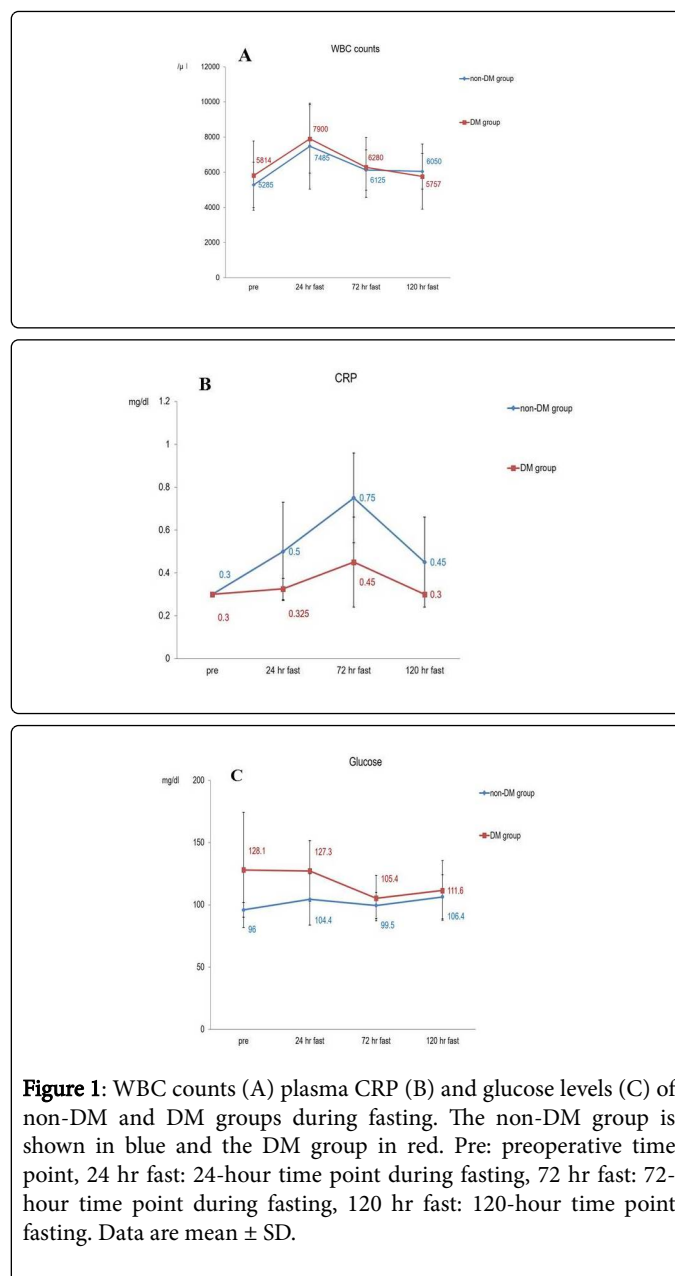 A
WBC counts
/μ l
12000
10000
8000
6000
4000
2000
0
5814
7900
6280
6050
5285
7485
6125
5757
pre
24 hr fast
72 hr fast
120 hr fast
non-DM group
DM group
B
CRP
mg/dl
1.2
1
0.8
0.6
0.4
0.2
0
0.3
0.5
0.75
0.45
0.3
0.325
0.45
0.3
pre
24 hr fast
72 hr fast
120 hr fast
non-DM group
DM group
C
Glucose
mg/dl
200
150
100
50
0
128.1
127.3
105.4
111.6
96
104.4
99.5
106.4
pre
24 hr fast
72 hr fast
120 hr fast
non-DM group
DM group
Figure 1: WBC counts (A) plasma CRP (B) and glucose levels (C) of
non-DM and DM groups during fasting. The non-DM group is
shown in blue and the DM group in red. Pre: preoperative time
point, 24 hr fast: 24-hour time point during fasting, 72 hr fast: 72-
hour time point during fasting, 120 hr fast: 120-hour time point
fasting. Data are mean ± SD.